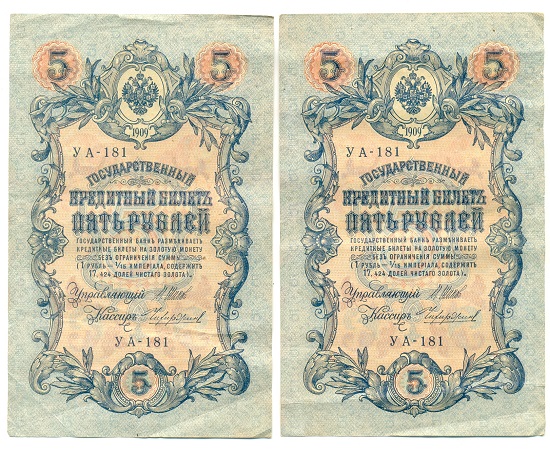 5 5
1909
УА-181
ГОСУДАРСТВЕННЫЙ
КРЕДИТНЫЙ БИЛЕТЪ
ПЯТЬ РУБЛЕЙ
ГОСУДАРСТВЕННЫЙ БАНКЪ РАЗМѢНИВАЕТЪ
КРЕДИТНЫЕ БИЛЕТЫ НА ЗОЛОТУЮ МОНЕТУ
БЕЗЪ ОГРАНИЧЕНІЯ СУММЫ
(1 РУБЛЬ = 1/15 ИМПЕРІАЛА, СОДЕРЖИТЪ
17,424 ДОЛЕЙ ЧИСТАГО ЗОЛОТА).
Управляющій
Кассиръ
УА-181
5
5 5
1909
УА-181
ГОСУДАРСТВЕННЫЙ
КРЕДИТНЫЙ БИЛЕТЪ
ПЯТЬ РУБЛЕЙ
ГОСУДАРСТВЕННЫЙ БАНКЪ РАЗМѢНИВАЕТЪ
КРЕДИТНЫЕ БИЛЕТЫ НА ЗОЛОТУЮ МОНЕТУ
БЕЗЪ ОГРАНИЧЕНІЯ СУММЫ
(1 РУБЛЬ = 1/15 ИМПЕРІАЛА, СОДЕРЖИТЪ
17,424 ДОЛЕЙ ЧИСТАГО ЗОЛОТА).
Управляющій
Кассиръ
УА-181
5